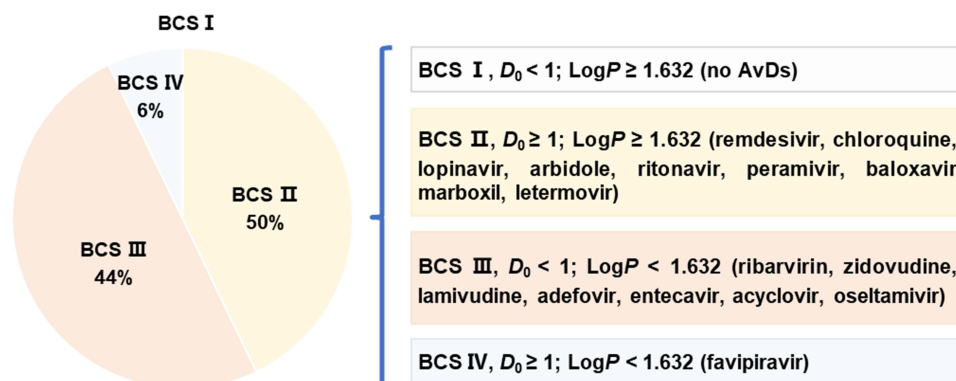 BCS Ⅰ
BCS Ⅳ
6%
BCS Ⅱ
50%
BCS Ⅲ
44%
BCS Ⅰ, D₀ < 1; LogP ≥ 1.632 (no AvDs)
BCS Ⅱ, D₀ ≥ 1; LogP ≥ 1.632 (remdesivir, chloroquine,
lopinavir, arbidole, ritonavir, peramivir, baloxavir
marboxil, letermovir)
BCS Ⅲ, D₀ < 1; LogP < 1.632 (ribarvirin, zidovudine,
lamivudine, adefovir, entecavir, acyclovir, oseltamivir)
BCS Ⅳ, D₀ ≥ 1; LogP < 1.632 (favipiravir)